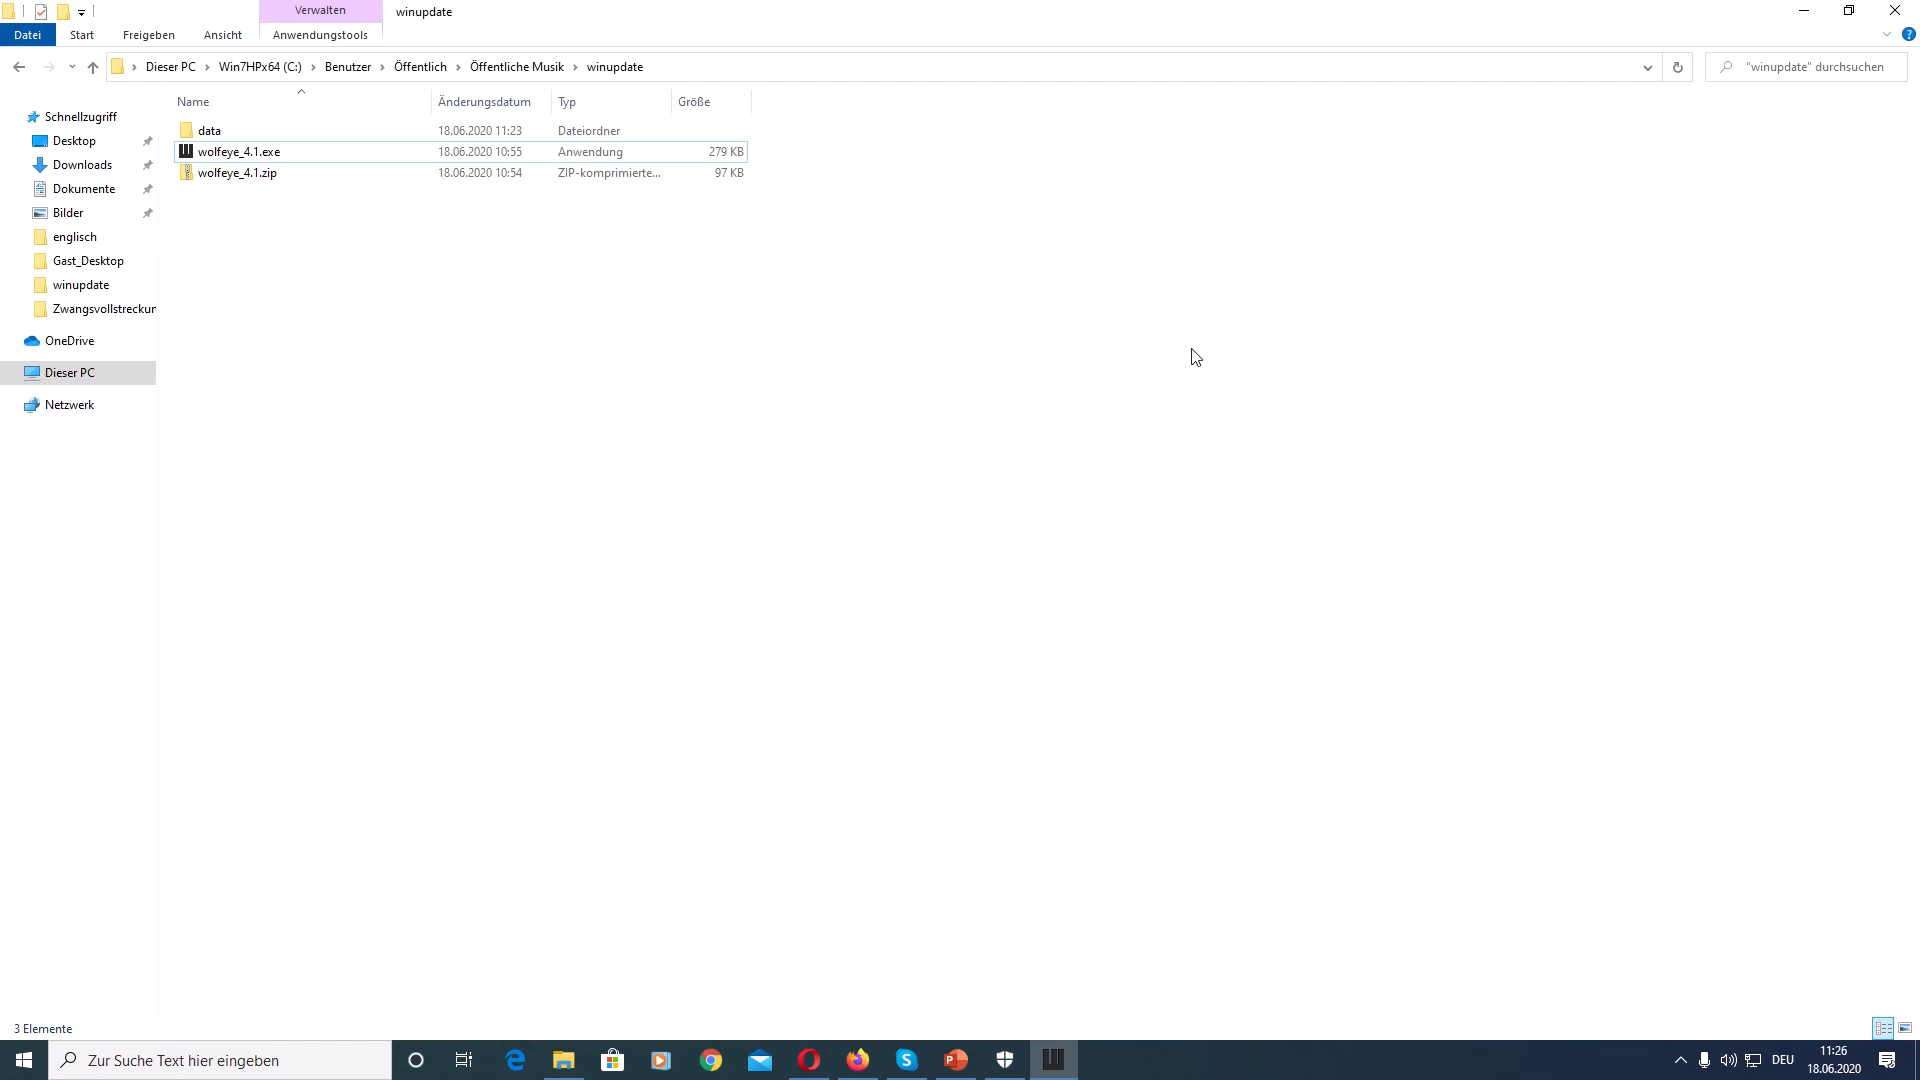 Verwalten
winupdate
Datei
Start
Freigeben
Ansicht
Anwendungstools
Dieser PC
Win7HPx64 (C:)
Benutzer
Öffentlich
Öffentliche Musik
winupdate
"winupdate" durchsuchen
Name
Änderungsdatum
Typ
Größe
data
18.06.2020 11:23
Dateiordner
wolfeye_4.1.exe
18.06.2020 10:55
Anwendung
279 KB
wolfeye_4.1.zip
18.06.2020 10:54
ZIP-komprimierte...
97 KB
Schnellzugriff
Desktop
Downloads
Dokumente
Bilder
englisch
Gast_Desktop
winupdate
Zwangsvollstreckur
OneDrive
Dieser PC
Netzwerk
3 Elemente
Zur Suche Text hier eingeben
DEU
11:26
18.06.2020